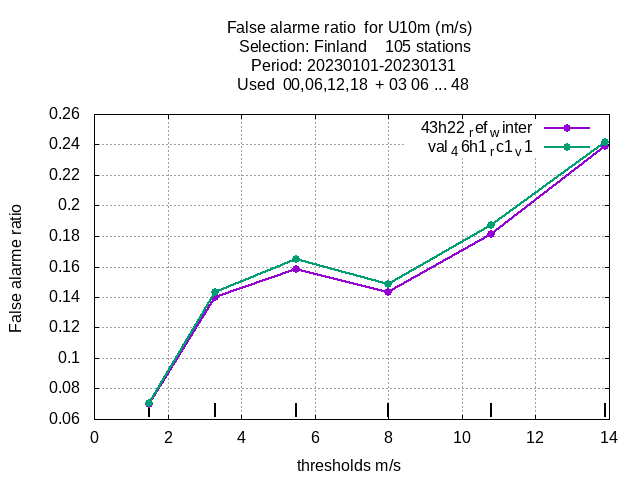 False alarme ratio  for U10m (m/s)
Selection: Finland    105 stations
Period: 20230101-20230131
Used  00,06,12,18  + 03 06 ... 48
43h22_ref_winter
val_46h1_rc1_v1
0.26
0.24
0.22
0.2
0.18
0.16
0.14
0.12
0.1
0.08
0.06
False alarme ratio
0 2 4 6 8 10 12 14
thresholds m/s